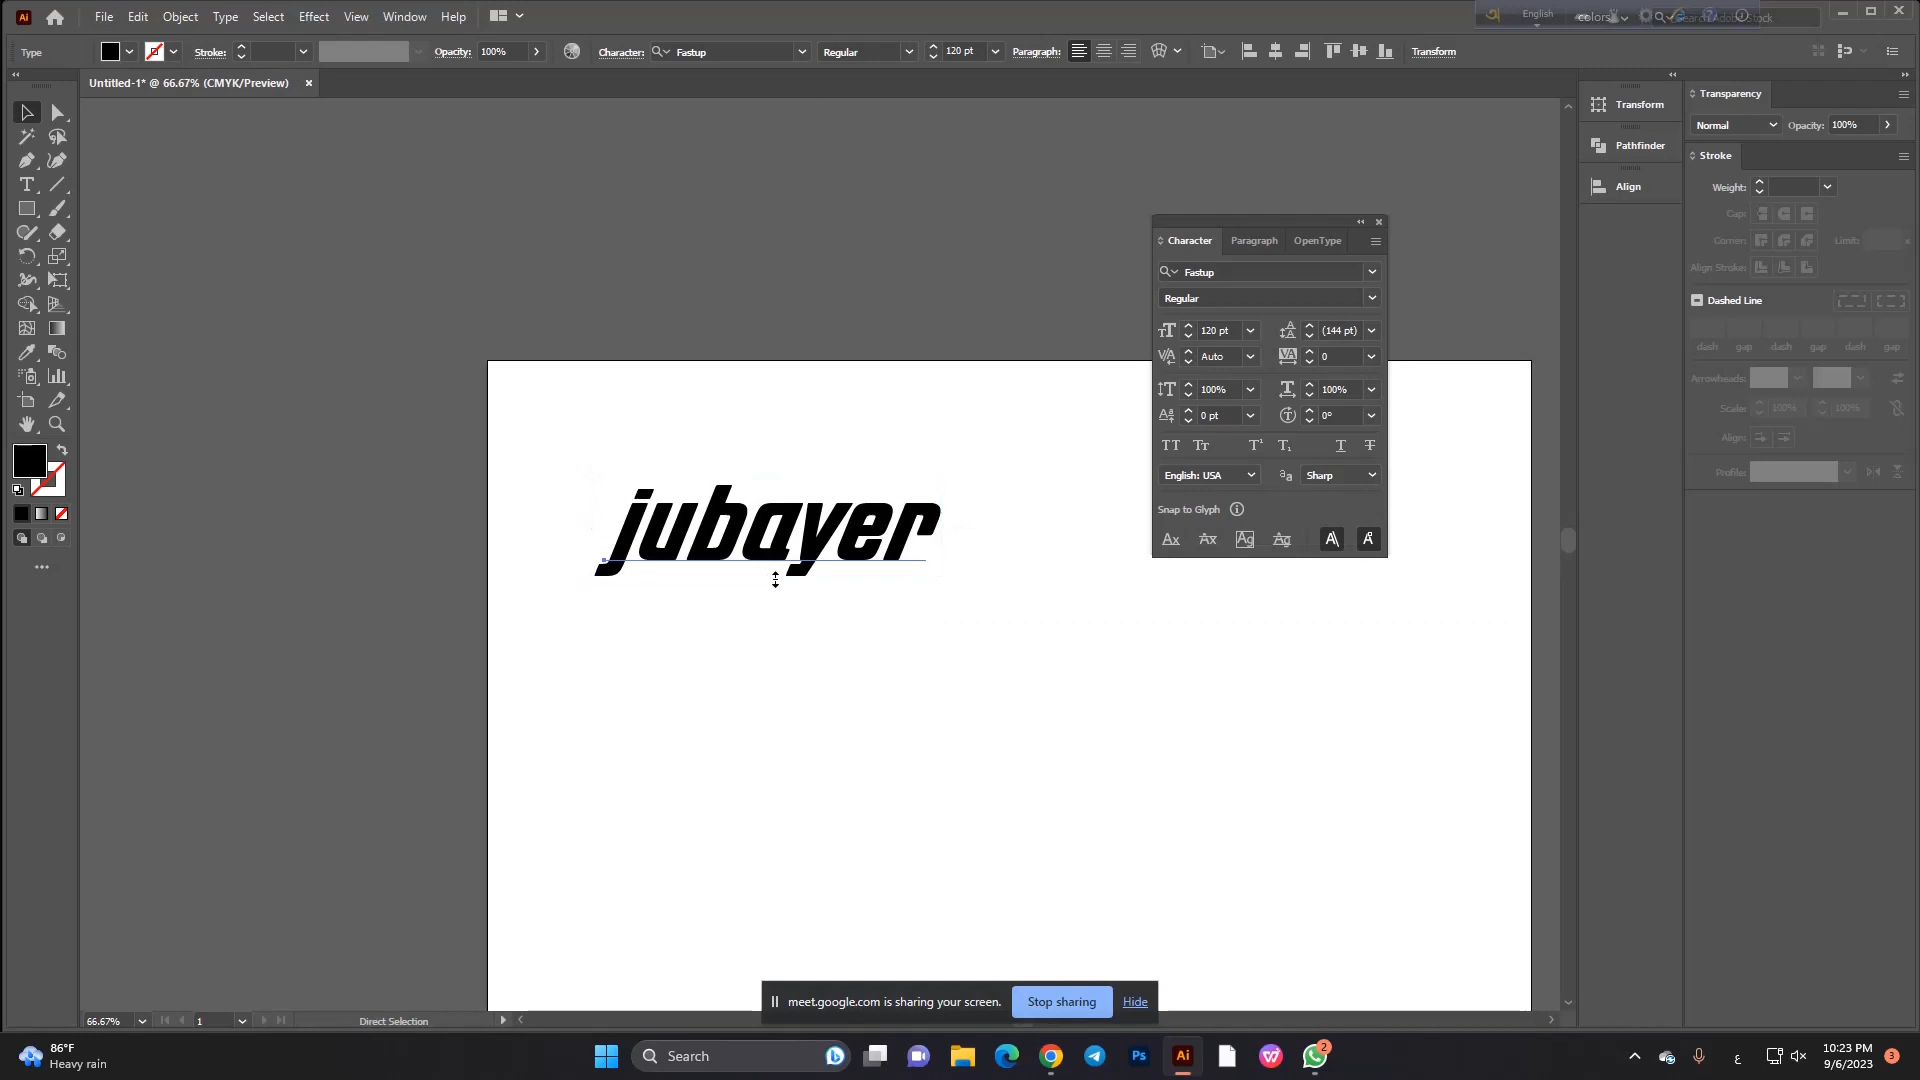 File Edit Object Type Select Effect View Window Help
English
Type Stroke: Opacity: 100% Character: Fastup Regular 120 pt Paragraph: Transform
Untitled-1* @ 66.67% (CMYK/Preview)
Transform
Pathfinder
Align
Transparency
Normal Opacity: 100%
Stroke
Weight:
Cap:
Corner: Limit:
Align Stroke:
Dashed Line
dash gap dash gap dash gap
Arrowheads:
Scale: 100% 100%
Align:
Profile:
Character Paragraph OpenType
Fastup
Regular
120 pt (144 pt)
Auto 0
100% 100%
0 pt 0°
English: USA Sharp
Snap to Glyph
jubayer
66.67% 1 Direct Selection
meet.google.com is sharing your screen. Stop sharing Hide
86°F
Heavy rain
Search
2
10:23 PM
9/6/2023
3